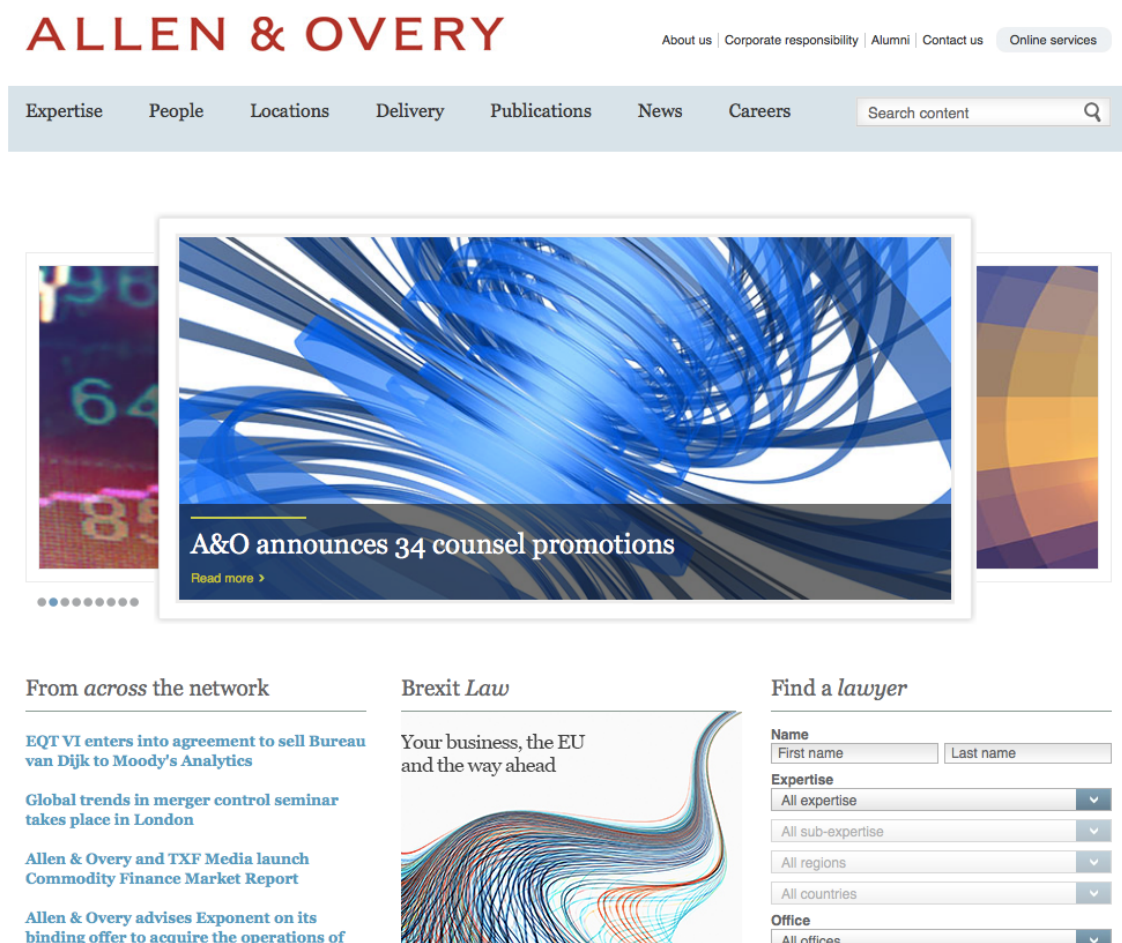 ALLEN & OVERY
About us
Corporate responsibility
Alumni
Contact us
Online services
Expertise
People
Locations
Delivery
Publications
News
Careers
Search content
96
64
A&O announces 34 counsel promotions
Read more
From across the network
EQT VI enters into agreement to sell Bureau
van Dijk to Moody's Analytics
Global trends in merger control seminar
takes place in London
Allen & Overy and TXF Media launch
Commodity Finance Market Report
Allen & Overy advises Exponent on its
binding offer to acquire the operations of
Brexit Law
Your business, the EU
and the way ahead
Find a lawyer
Name
First name
Last name
Expertise
All expertise
All sub-expertise
All regions
All countries
Office
All offices